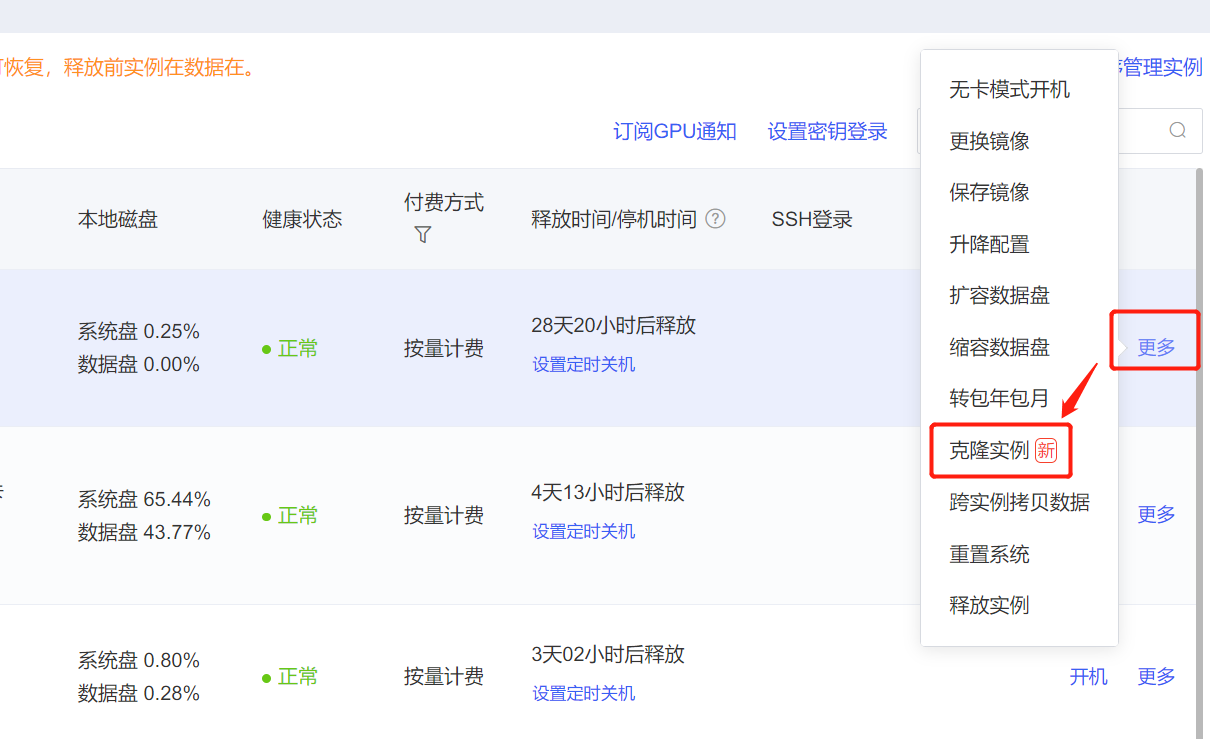 可恢复，释放前实例在数据在。
管理实例
订阅GPU通知 设置密钥登录
本地磁盘 健康状态 付费方式 释放时间/停机时间 ? SSH登录
系统盘 0.25%
数据盘 0.00%
正常
按量计费
28天20小时后释放
设置定时关机
更多
系统盘 65.44%
数据盘 43.77%
正常
按量计费
4天13小时后释放
设置定时关机
更多
系统盘 0.80%
数据盘 0.28%
正常
按量计费
3天02小时后释放
设置定时关机
开机 更多
无卡模式开机
更换镜像
保存镜像
升降配置
扩容数据盘
缩容数据盘
转包年包月
克隆实例 新
跨实例拷贝数据
重置系统
释放实例